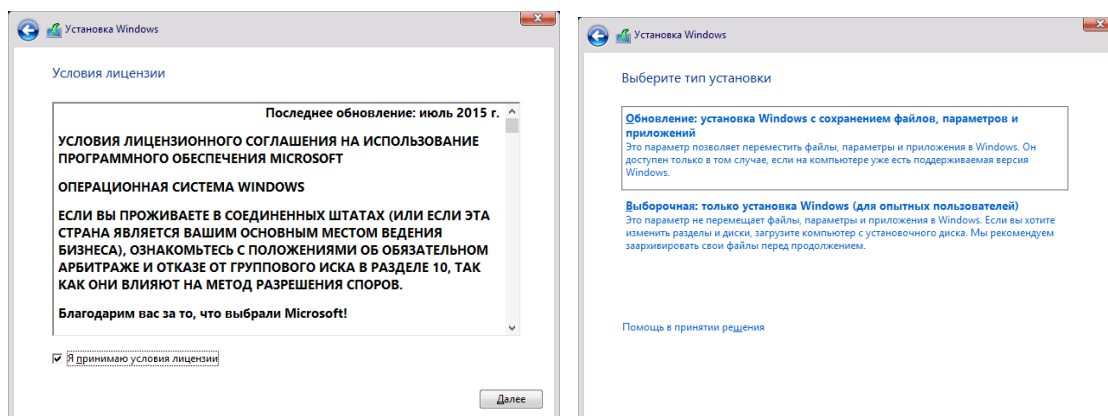 Установка Windows
Условия лицензии
Последнее обновление: июль 2015 г.
УСЛОВИЯ ЛИЦЕНЗИОННОГО СОГЛАШЕНИЯ НА ИСПОЛЬЗОВАНИЕ
ПРОГРАММНОГО ОБЕСПЕЧЕНИЯ MICROSOFT
ОПЕРАЦИОННАЯ СИСТЕМА WINDOWS
ЕСЛИ ВЫ ПРОЖИВАЕТЕ В СОЕДИНЕННЫХ ШТАТАХ (ИЛИ ЕСЛИ ЭТА
СТРАНА ЯВЛЯЕТСЯ ВАШИМ ОСНОВНЫМ МЕСТОМ ВЕДЕНИЯ
БИЗНЕСА), ОЗНАКОМЬТЕСЬ С ПОЛОЖЕНИЯМИ ОБ ОБЯЗАТЕЛЬНОМ
АРБИТРАЖЕ И ОТКАЗЕ ОТ ГРУППОВОГО ИСКА В РАЗДЕЛЕ 10, ТАК
КАК ОНИ ВЛИЯЮТ НА МЕТОД РАЗРЕШЕНИЯ СПОРОВ.
Благодарим вас за то, что выбрали Microsoft!
Я принимаю условия лицензии
Далее
Установка Windows
Выберите тип установки
Обновление: установка Windows с сохранением файлов, параметров и
приложений
Это параметр позволяет переместить файлы, параметры и приложения в Windows. Он
доступен только в том случае, если на компьютере уже есть поддерживаемая версия
Windows.
Выборочная: только установка Windows (для опытных пользователей)
Это параметр не перемещает файлы, параметры и приложения в Windows. Если вы хотите
изменить разделы и диски, загрузите компьютер с установочного диска. Мы рекомендуем
заархивировать свои файлы перед продолжением.
Помощь в принятии решения